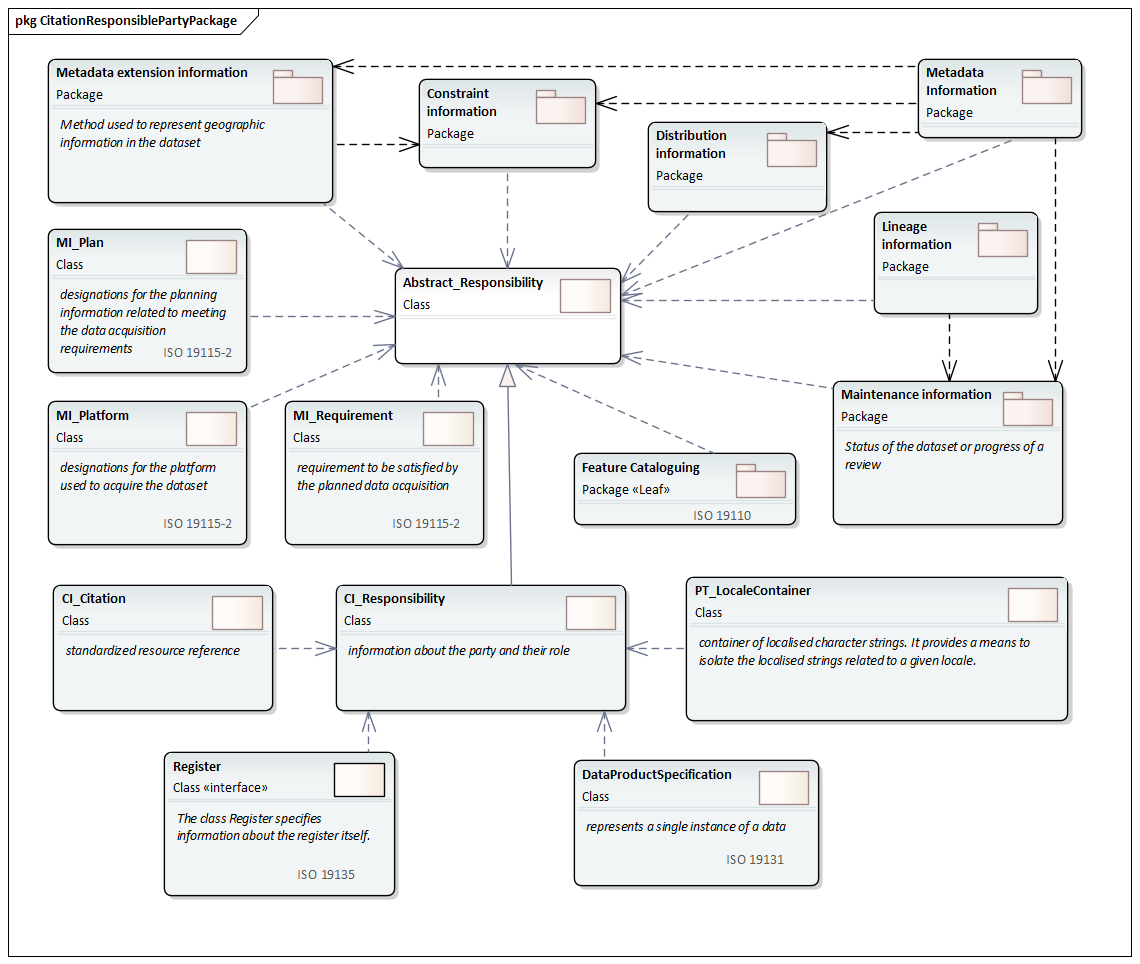 pkg CitationResponsiblePartyPackage
Metadata extension information
Package
Method used to represent geographic
information in the dataset
Constraint
information
Package
Metadata
Information
Package
Distribution
information
Package
Lineage
information
Package
MI_Plan
Class
designations for the planning
information related to meeting
the data acquisition
requirements
ISO 19115-2
Abstract_Responsibility
Class
Maintenance information
Package
Status of the dataset or progress of a
review
MI_Platform
Class
designations for the platform
used to acquire the dataset
ISO 19115-2
MI_Requirement
Class
requirement to be satisfied by
the planned data acquisition
ISO 19115-2
Feature Cataloguing
Package «Leaf»
ISO 19110
CI_Citation
Class
standardized resource reference
CI_Responsibility
Class
information about the party and their role
PT_LocaleContainer
Class
container of localised character strings. It provides a means to
isolate the localised strings related to a given locale.
Register
Class «interface»
The class Register specifies
information about the register itself.
ISO 19135
DataProductSpecification
Class
represents a single instance of a data
ISO 19131